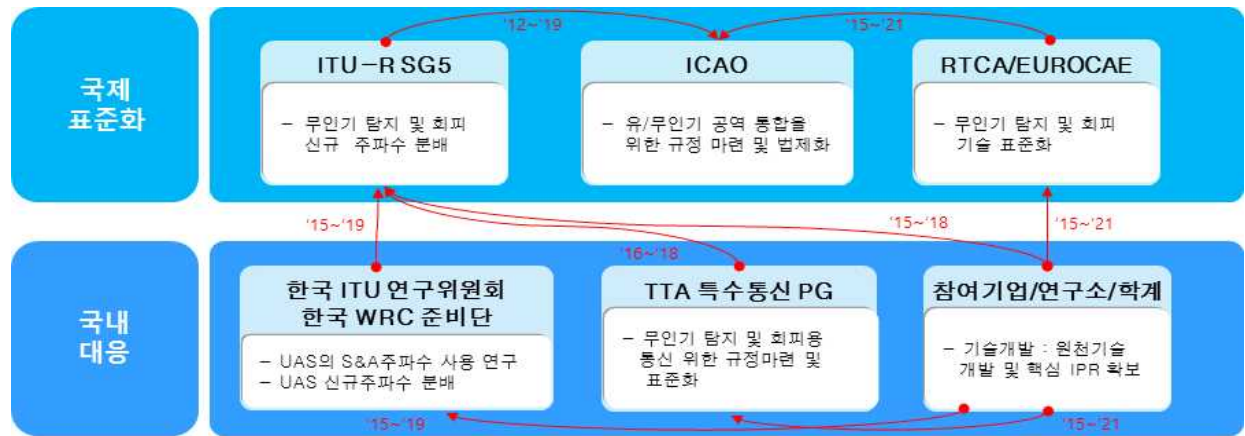 '12~'19
'15~'21
국제
표준화
ITU-R SG5
- 무인기 탐지 및 회피
신규 주파수 분배
ICAO
- 유/무인기 공역 통합을
위한 규정 마련 및 법제화
RTCA/EUROCAE
- 무인기 탐지 및 회피
기술 표준화
'15~'19
'15~'18
'15~'21
'16~'18
국내
대응
한국 ITU 연구위원회
한국 WRC 준비단
- UAS의 S&A주파수 사용 연구
- UAS 신규주파수 분배
TTA 특수통신 PG
- 무인기 탐지 및 회피용
통신 위한 규정마련 및
표준화
참여기업/연구소/학계
- 기술개발 : 원천기술
개발 및 핵심 IPR 확보
'15~'19
'15~'21